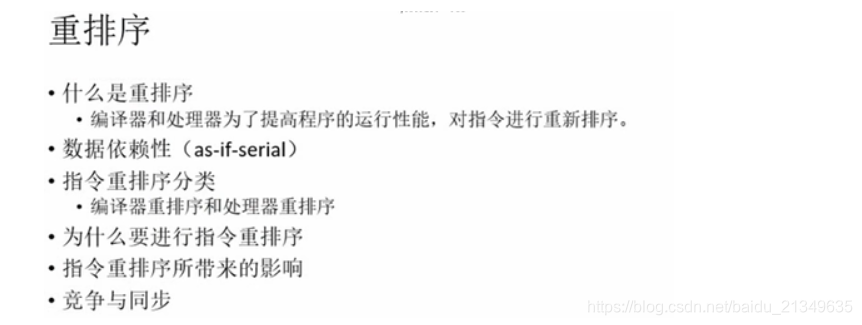 重排序
• 什么是重排序
• 编译器和处理器为了提高程序的运行性能，对指令进行重新排序。
• 数据依赖性（as-if-serial）
• 指令重排序分类
• 编译器重排序和处理器重排序
• 为什么要进行指令重排序
• 指令重排序所带来的影响
• 竞争与同步
https://blog.csdn.net/baidu_21349635